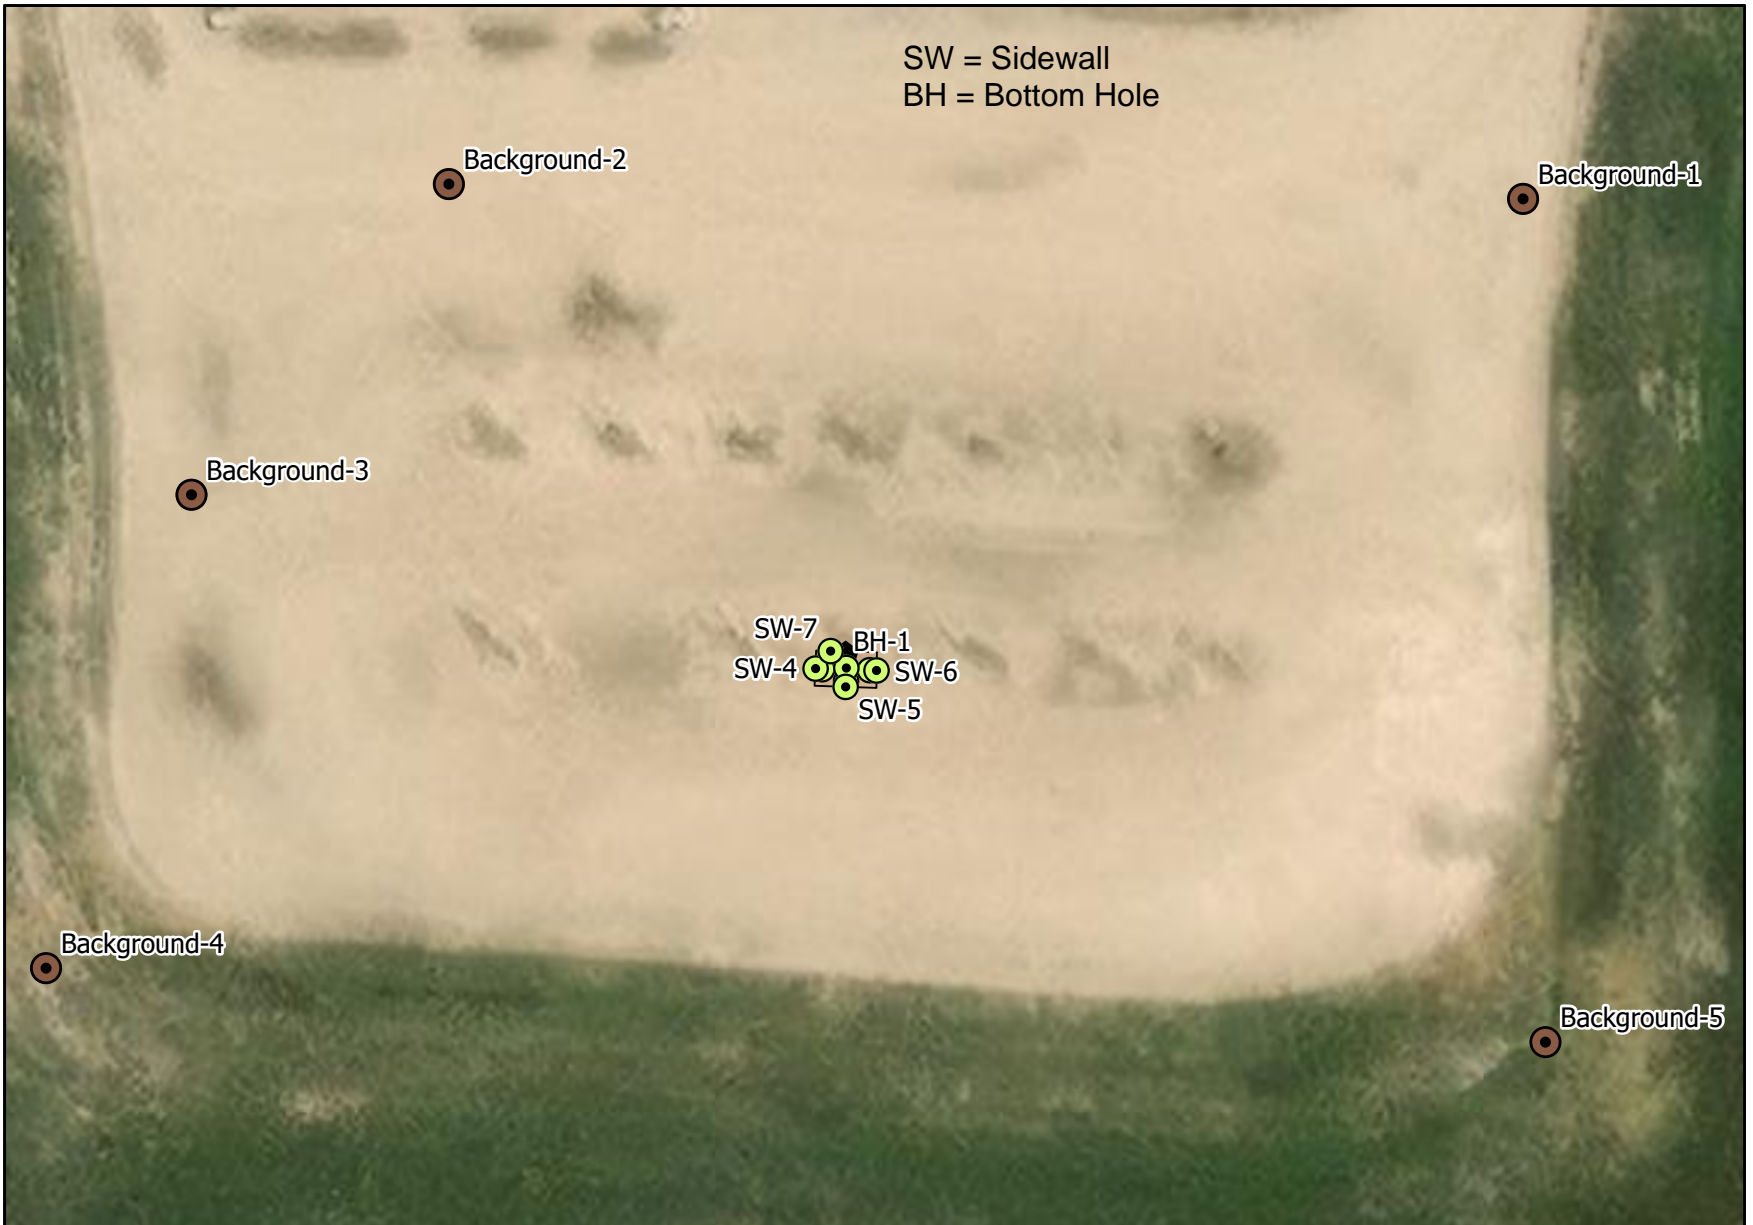 SW = Sidewall
BH = Bottom Hole
Background-2
Background-1
Background-3
SW-7
BH-1
SW-4
SW-6
SW-5
Background-4
Background-5